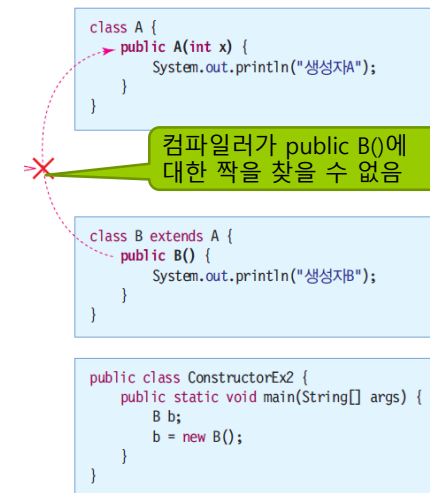 class A {
public A(int x) {
System.out.println("생성자A");
}
}
컴파일러가 public B()에
대한 짝을 찾을 수 없음
class B extends A {
public B() {
System.out.println("생성자B");
}
}
public class ConstructorEx2 {
public static void main(String[] args) {
B b;
b = new B();
}
}